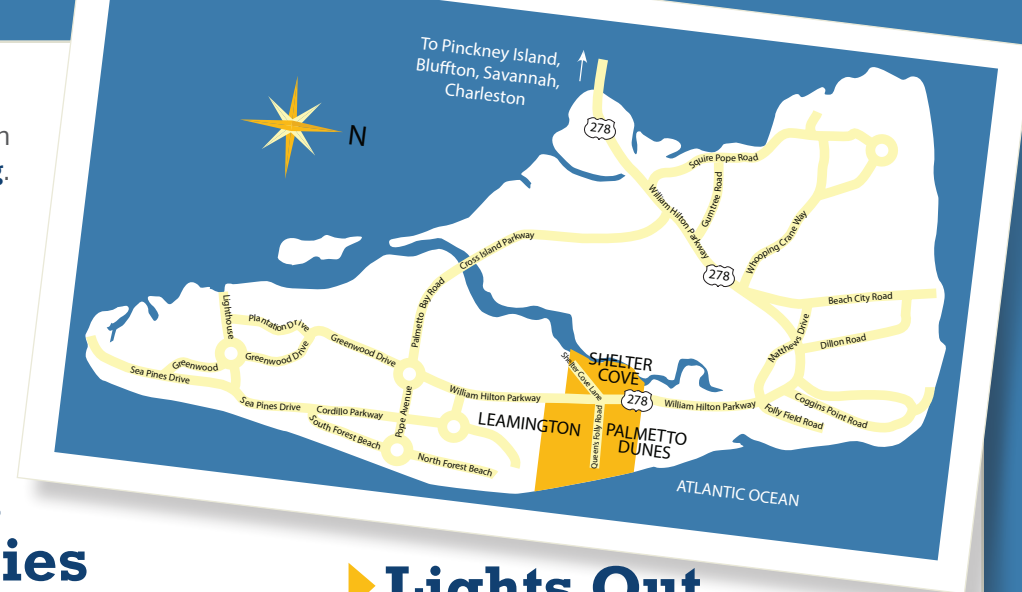 To Pinckney Island,
Bluffton, Savannah,
Charleston
N
278
Squire Pope Road
Gumtree Road
William Hilton Parkway
Whooping Crane Way
278
Cross Island Parkway
Beach City Road
Palmetto Bay Road
Lighthouse
Plantation Drive
Matthews Drive
Dillon Road
Greenwood Drive
Greenwood Drive
Greenwood
Sea Pines Drive
SHELTER
COVE
Shelter Cove Lane
William Hilton Parkway
278
William Hilton Parkway
Coggins Point Road
Folly Field Road
Sea Pines Drive
Cordillo Parkway
Pope Avenue
South Forest Beach
North Forest Beach
LEAMINGTON
Queen's Folly Road
PALMETTO
DUNES
ATLANTIC OCEAN
n
g.
ies
Lights Out